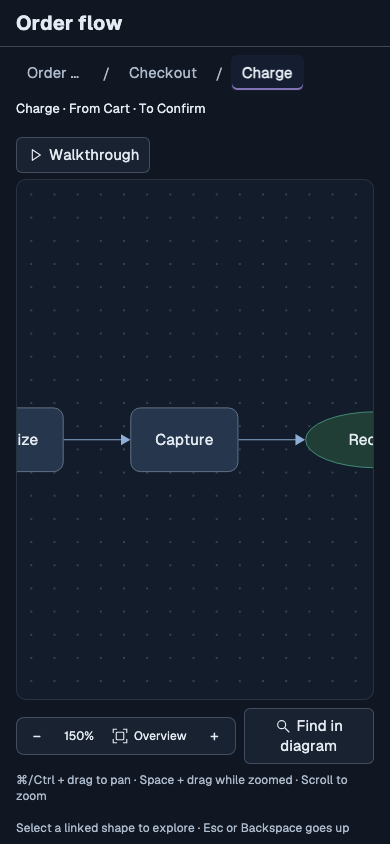 Order flow
Order ... / Checkout / Charge
Charge · From Cart · To Confirm
Walkthrough
ize Capture Rec
− 150% Overview +
Find in
diagram
⌘/Ctrl + drag to pan · Space + drag while zoomed · Scroll to
zoom
Select a linked shape to explore · Esc or Backspace goes up